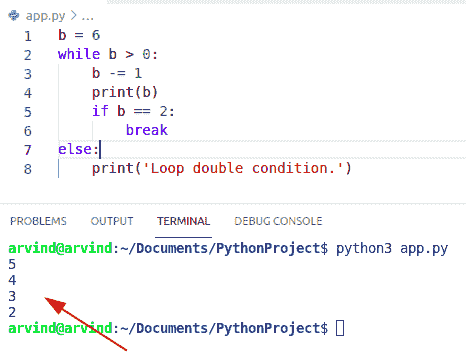 app.py > ...
1 b = 6
2 while b > 0:
3     b -= 1
4     print(b)
5     if b == 2:
6         break
7 else:
8     print('Loop double condition.')
PROBLEMS OUTPUT TERMINAL DEBUG CONSOLE
arvind@arvind:~/Documents/PythonProject$ python3 app.py
5
4
3
2
arvind@arvind:~/Documents/PythonProject$